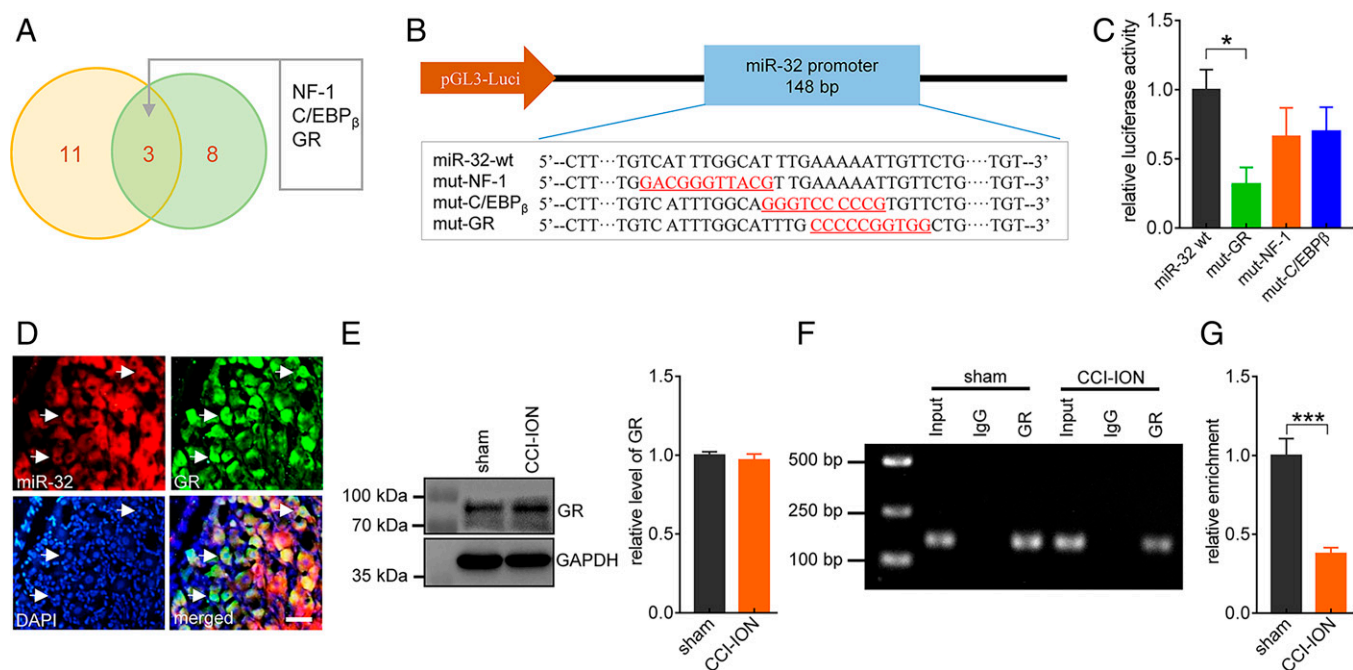 A
11
3
8
NF-1
C/EBPβ
GR
B
pGL3-Luci
miR-32 promoter
148 bp
miR-32-wt 5’--CTT ···TGTCAT TTGGCAT TTGAAAAATTGTTCTG····TGT--3’
mut-NF-1 5’--CTT ···TGGACGGGTTACGT TGAAAAATTGTTCTG····TGT--3’
mut-C/EBPβ 5’--CTT ···TGTC ATTTGGCAGGGTCC CCCCGTGTTCTG····TGT--3’
mut-GR 5’--CTT ···TGTC ATTTGGCATTTG CCCCCGGTGGCTG····TGT--3’
C
relative luciferase activity
1.5
1.0
0.5
0.0
*
miR-32 wt
mut-GR
mut-NF-1
mut-C/EBPβ
D
miR-32
GR
DAPI
merged
E
sham
CCI-ION
100 kDa
70 kDa
35 kDa
GR
GAPDH
relative level of GR
1.5
1.0
0.5
0.0
sham
CCI-ION
F
sham
CCI-ION
Input
IgG
GR
Input
IgG
GR
500 bp
250 bp
100 bp
G
relative enrichment
1.5
1.0
0.5
0.0
***
sham
CCI-ION